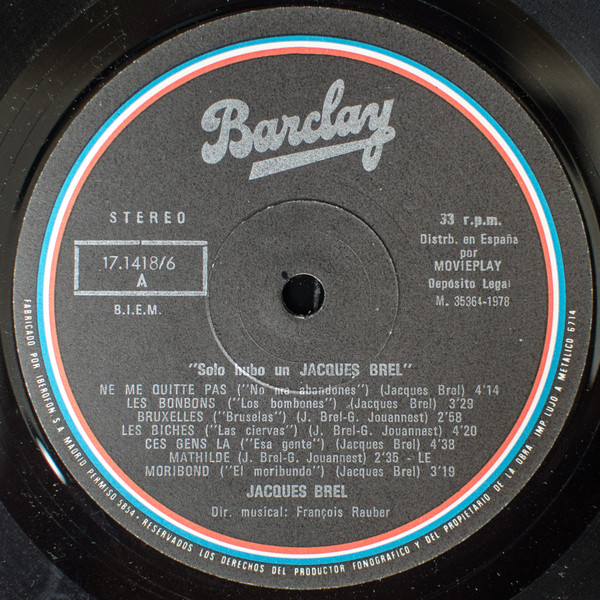 Barclay
STEREO
17.1418/6
A
B.I.E.M.
33 r.p.m.
Distrb. en España
por
MOVIEPLAY
Depósito Legal
M. 35364-1978
"Solo hubo un JACQUES BREL"
NE ME QUITTE PAS ("No me abandones") (Jacques Brel) 4'14
LES BONBONS ("Los bombones") (Jacques Brel) 3'29
BRUXELLES ("Bruselas") (J. Brel-G. Jouannest) 2'58
LES BICHES ("Las ciervas") (J. Brel-G. Jouannest) 4'20
CES GENS LA ("Esa gente") (Jacques Brel) 4'38
MATHILDE (J. Brel-G. Jouannest) 2'35 - LE
MORIBOND ("El moribundo") (Jacques Brel) 3'19
JACQUES BREL
Dir. musical: François Rauber
FABRICADO POR IBEROFON, S A MADRID PERMISO 5854.- RESERVADOS LOS DERECHOS DEL PRODUCTOR FONOGRAFICO Y DEL PROPIETARIO DE LA OBRA IMP LUJO A METALICO 6714